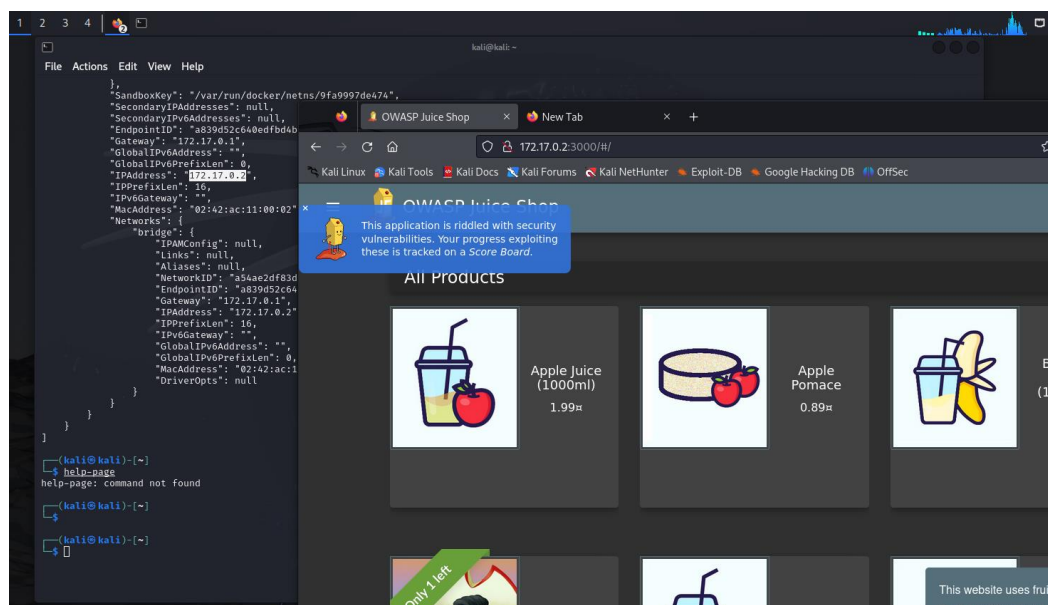 1 2 3 4
2
kali@kali: ~
File Actions Edit View Help
},
"SandboxKey": "/var/run/docker/netns/9fa9997de474",
"SecondaryIPAddresses": null,
"SecondaryIPv6Addresses": null,
"EndpointID": "a839d52c640edfbd4b
"Gateway": "172.17.0.1",
"GlobalIPv6Address": "",
"GlobalIPv6PrefixLen": 0,
"IPAddress": "172.17.0.2",
"IPPrefixLen": 16,
"IPv6Gateway": "",
"MacAddress": "02:42:ac:11:00:02"
"Networks": {
"bridge": {
"IPAMConfig": null,
"Links": null,
"Aliases": null,
"NetworkID": "a54ae2df83d
"EndpointID": "a839d52c64
"Gateway": "172.17.0.1",
"IPAddress": "172.17.0.2"
"IPPrefixLen": 16,
"IPv6Gateway": "",
"GlobalIPv6Address": "",
"GlobalIPv6PrefixLen": 0,
"MacAddress": "02:42:ac:1
"DriverOpts": null
}
}
}
}
]
(kali㉿kali)-[~]
$ help-page
help-page: command not found
(kali㉿kali)-[~]
$
(kali㉿kali)-[~]
$
OWASP Juice Shop × New Tab × +
172.17.0.2:3000/#/
Kali Linux Kali Tools Kali Docs Kali Forums Kali NetHunter Exploit-DB Google Hacking DB OffSec
OWASP Juice Shop
×
This application is riddled with security
vulnerabilities. Your progress exploiting
these is tracked on a Score Board.
All Products
Apple Juice
(1000ml)
1.99¤
Apple
Pomace
0.89¤
B
(1
Only 1 left
This website uses frui